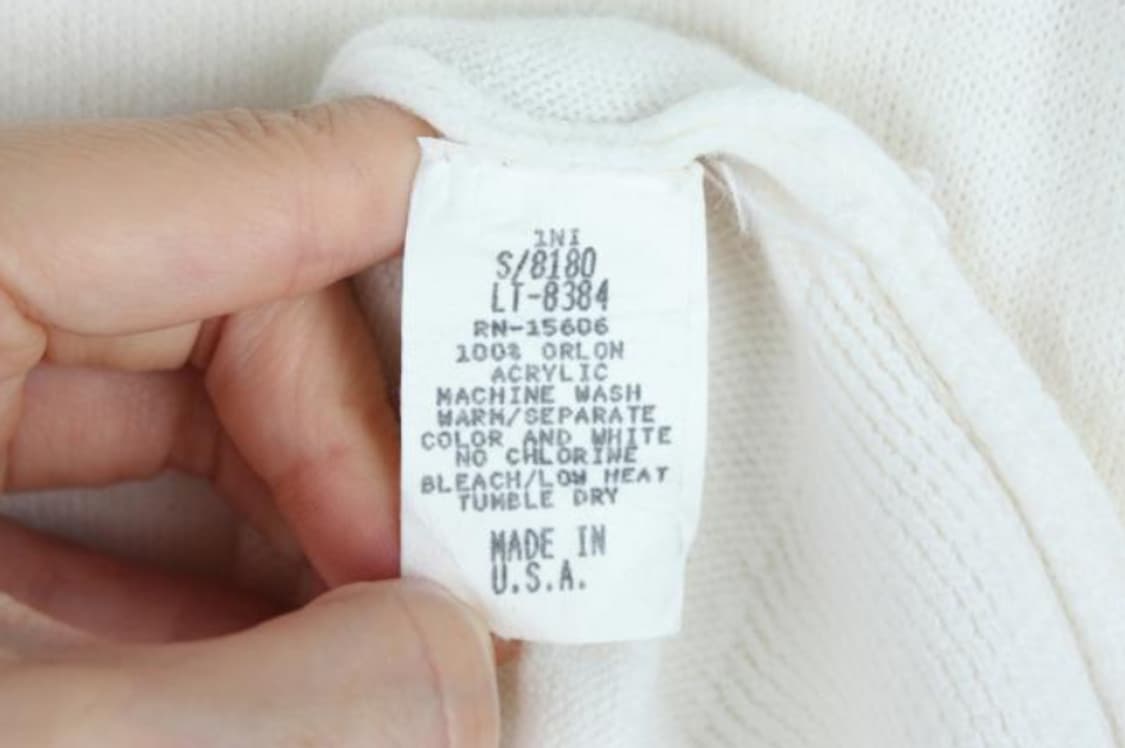 1NI
S/8180
LT-8384
RN-15606
100% ORLON
ACRYLIC
MACHINE WASH
WARM/SEPARATE
COLOR AND WHITE
NO CHLORINE
BLEACH/LOW HEAT
TUMBLE DRY
MADE IN
U.S.A.